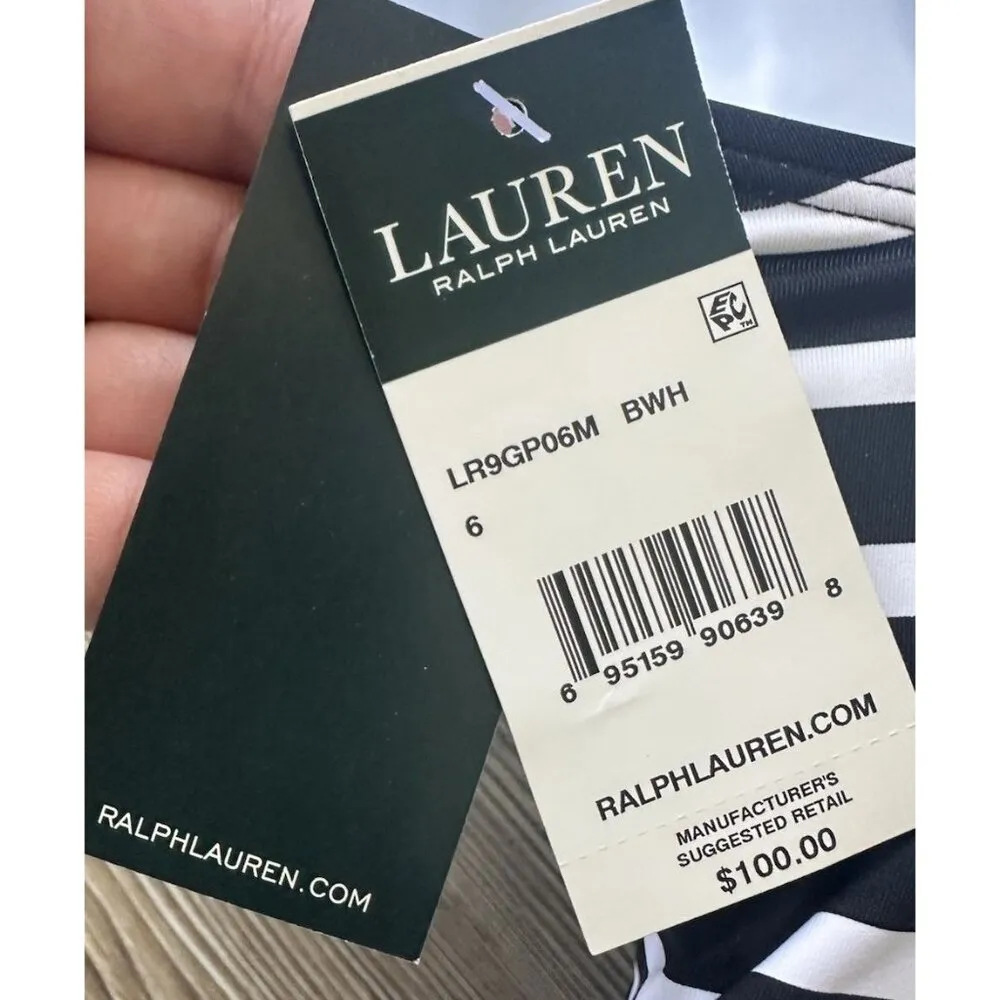 LAUREN
RALPH LAUREN
EPC™
LR9GP06M BWH
6
6 95159 90639 8
RALPHLAUREN.COM
MANUFACTURER'S
SUGGESTED RETAIL
$100.00
RALPHLAUREN.COM